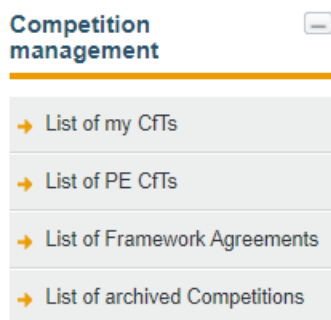 Competition
management
List of my CfTs
List of PE CfTs
List of Framework Agreements
List of archived Competitions